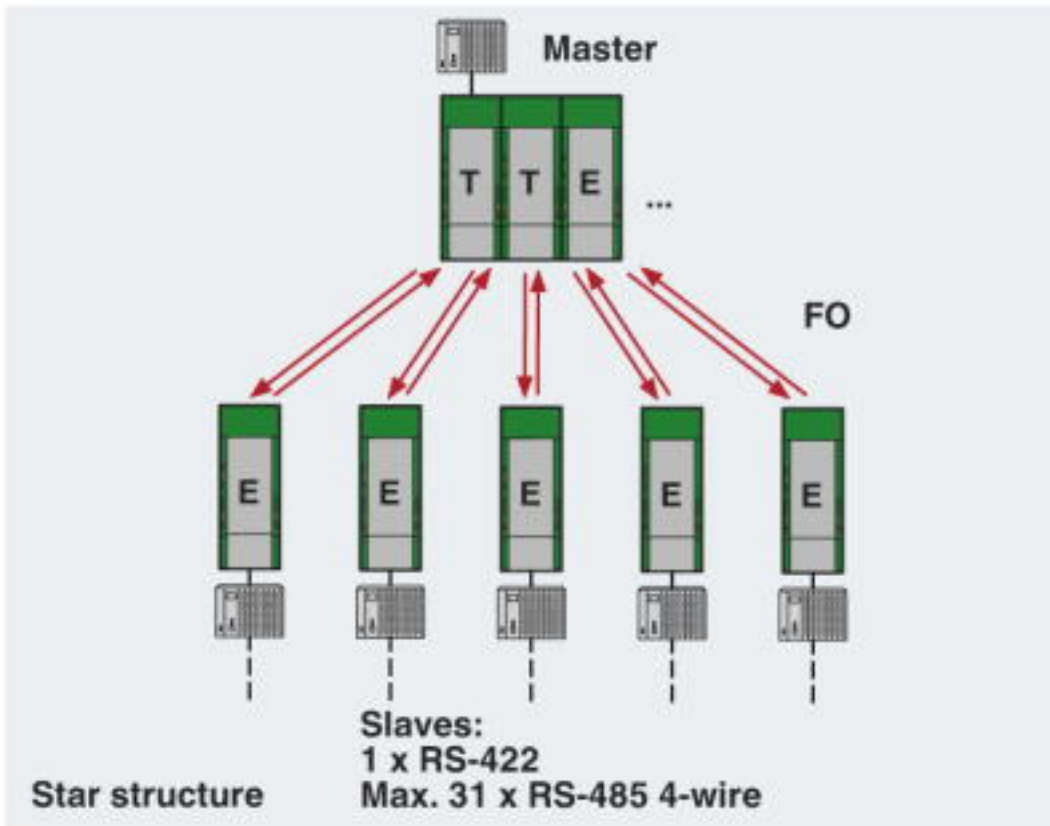 Master
T T E ...
FO
E E E E E
Slaves:
1 x RS-422
Star structure Max. 31 x RS-485 4-wire